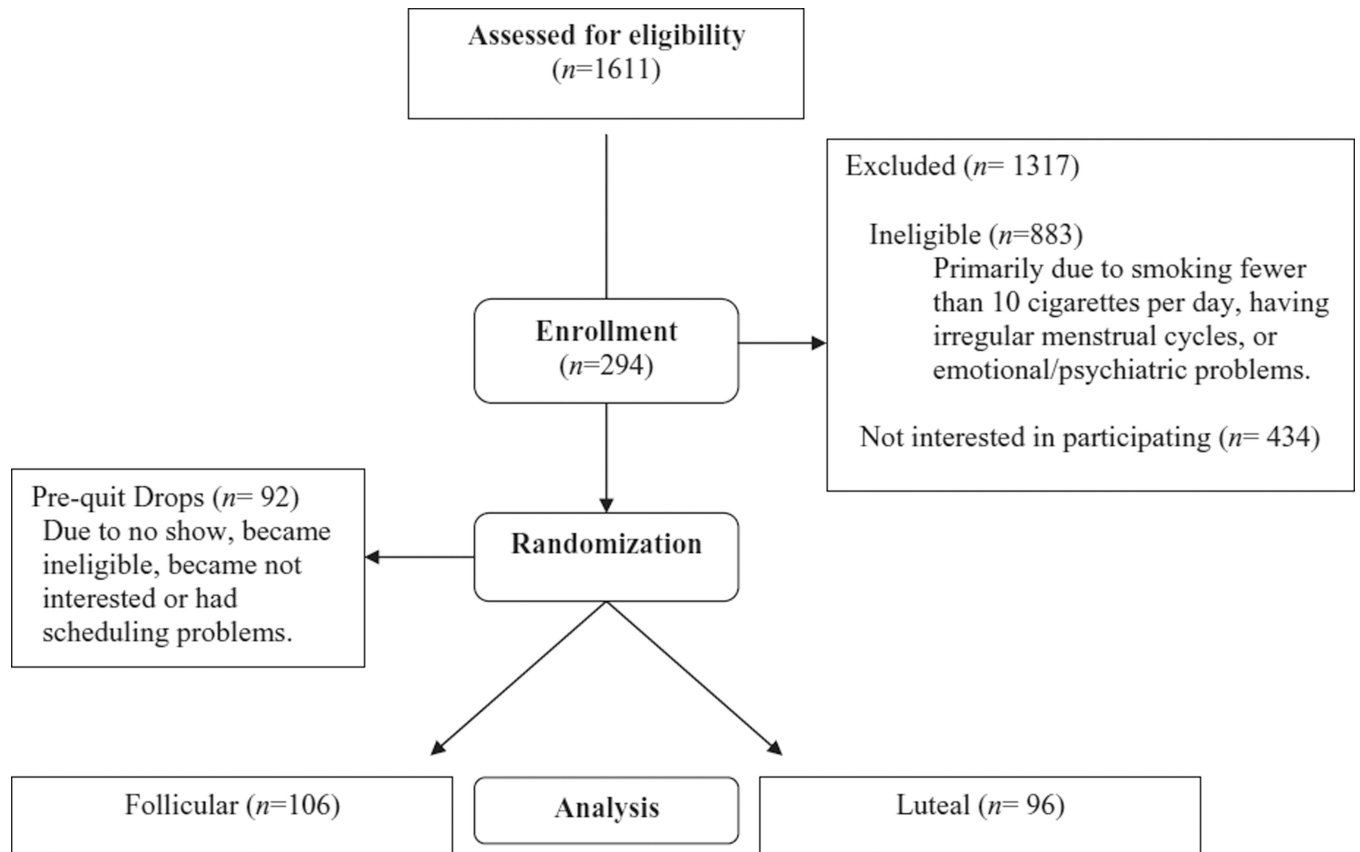 Assessed for eligibility
(n=1611)
Excluded (n= 1317)
Ineligible (n=883)
Primarily due to smoking fewer
than 10 cigarettes per day, having
irregular menstrual cycles, or
emotional/psychiatric problems.
Not interested in participating (n= 434)
Enrollment
(n=294)
Pre-quit Drops (n= 92)
Due to no show, became
ineligible, became not
interested or had
scheduling problems.
Randomization
Follicular (n=106)
Analysis
Luteal (n= 96)